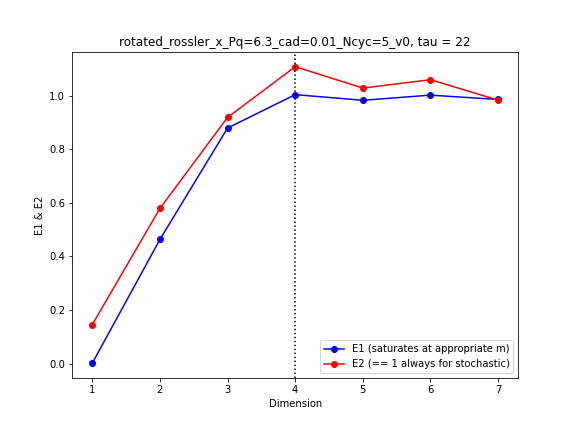 rotated_rossler_x_Pq=6.3_cad=0.01_Ncyc=5_v0, tau = 22
1.0
0.8
0.6
0.4
0.2
0.0
E1 & E2
E1 (saturates at appropriate m)
E2 (== 1 always for stochastic)
1 2 3 4 5 6 7
Dimension